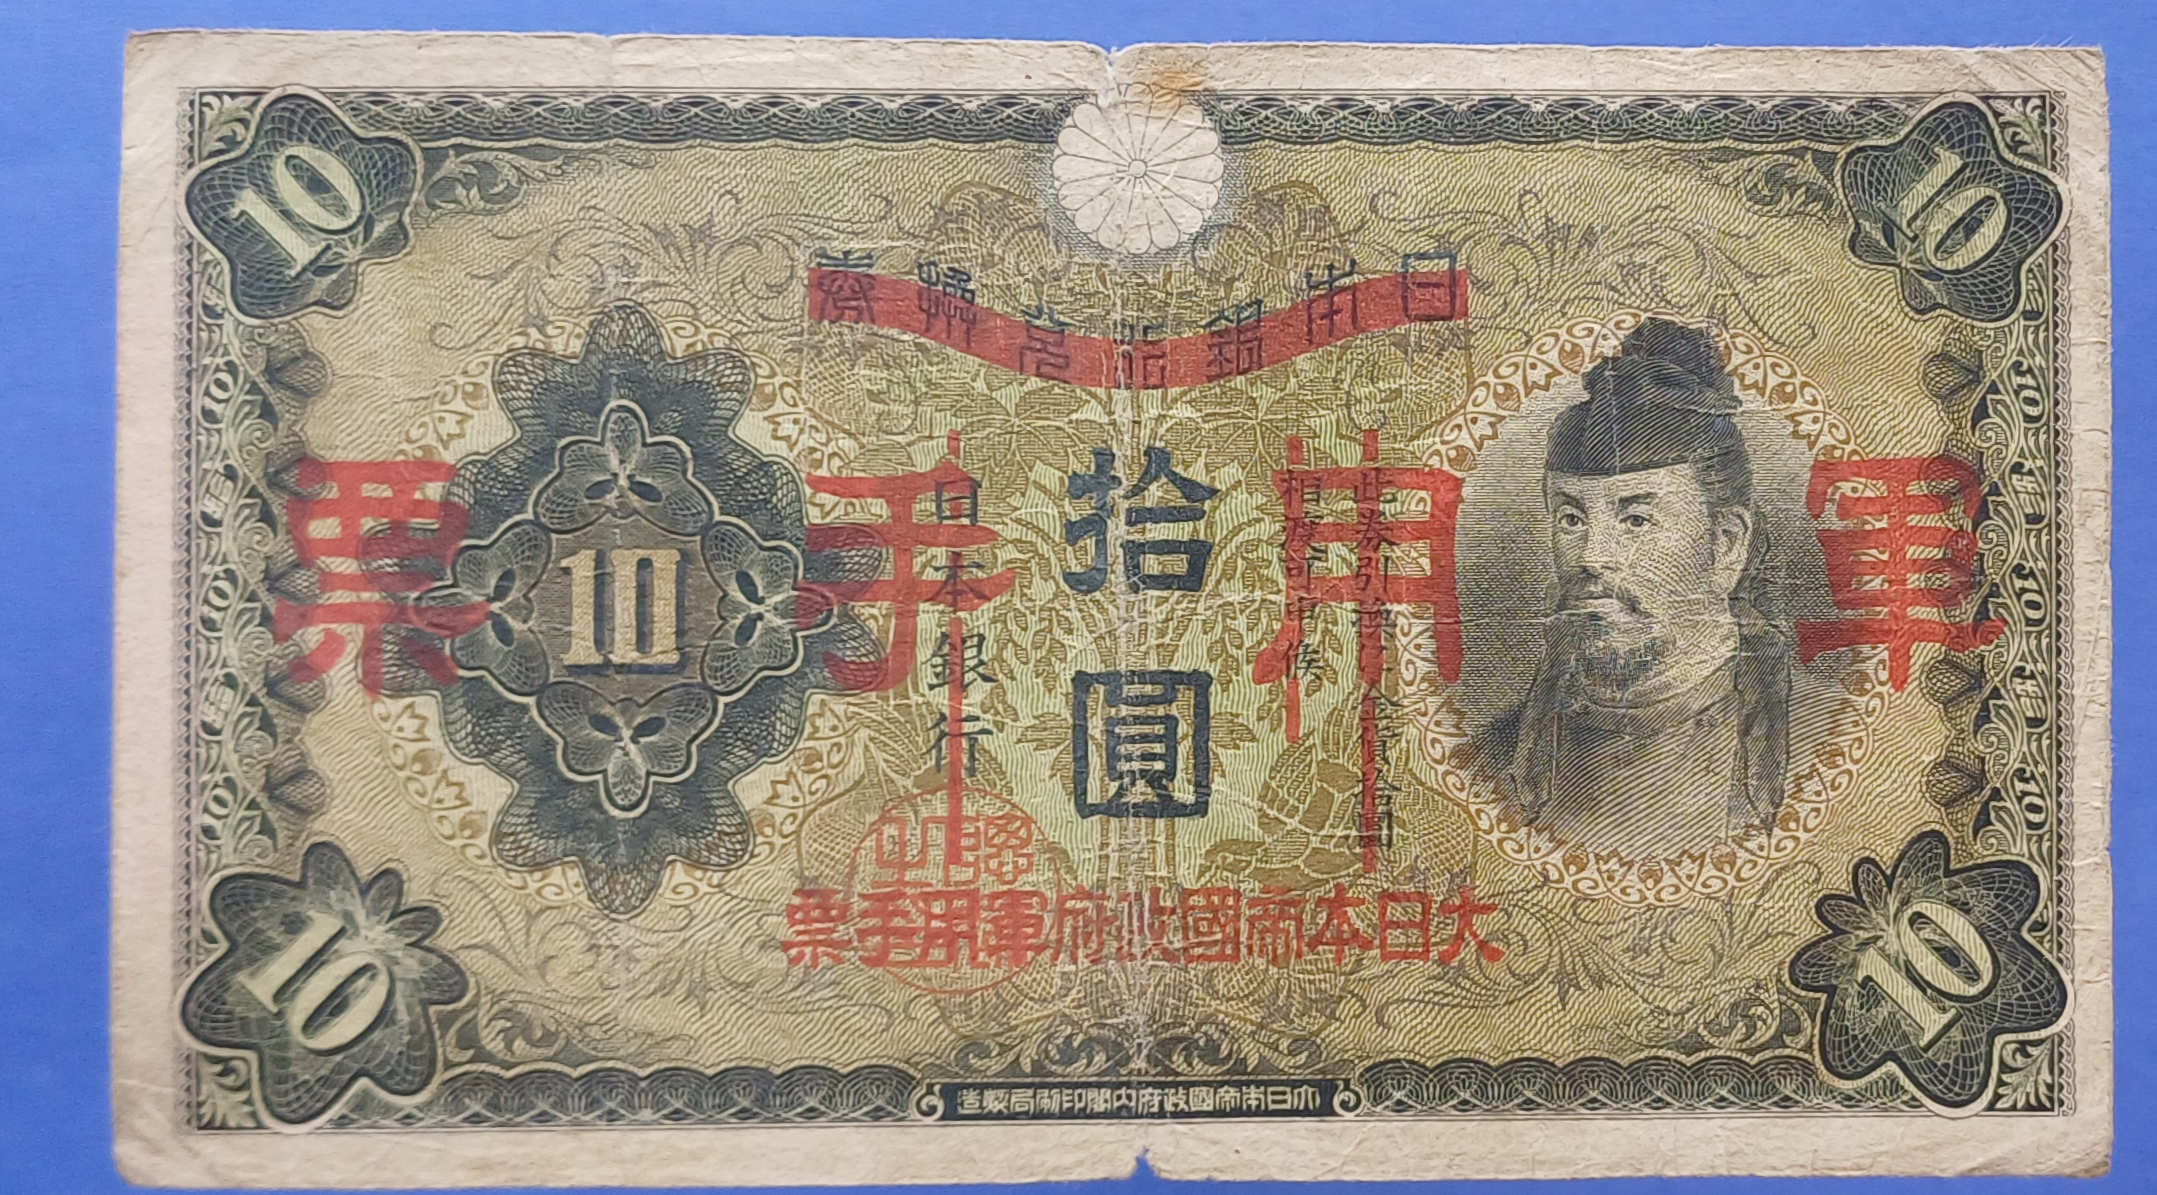 10
10
日本銀行兌換券
軍用手票
此券引換に金貨拾圓
相渡可申候
拾圓
日本銀行
10
大日本帝國政府軍用手票
10
10
大日本帝國政府内閣印刷局製造